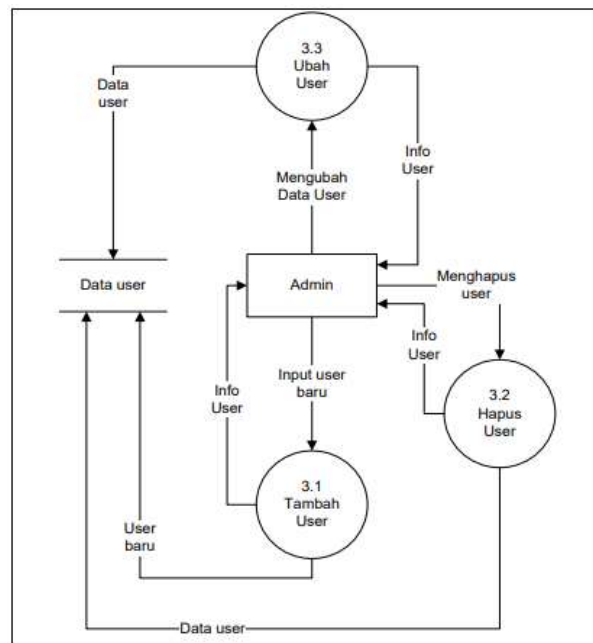 3.3
Ubah
User
Data
user
Info
User
Mengubah
Data User
Data user
Admin
Menghapus
user
Info
User
Input user
baru
Info
User
3.2
Hapus
User
3.1
Tambah
User
User
baru
Data user